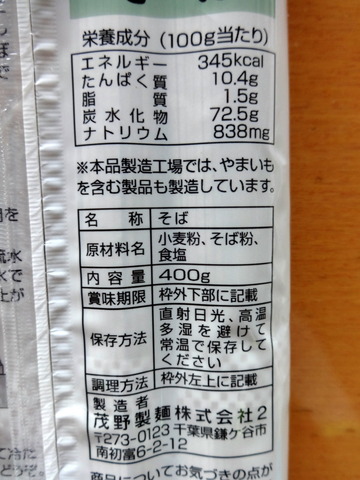 栄養成分(100g当たり)
エネルギー 345kcal
たんぱく質 10.4g
脂質 1.5g
炭水化物 72.5g
ナトリウム 838mg
※本品製造工場では、やまいも
を含む製品も製造しています。
名称 そば
原材料名 小麦粉、そば粉、
食塩
内容量 400g
賞味期限 枠外下部に記載
保存方法 直射日光、高温
多湿を避けて
常温で保存して
ください
調理方法 枠外左上に記載
製造者
茂野製麺株式会社2
〒273-0123 千葉県鎌ケ谷市
南初富6-2-12
商品についてお気づきの点が